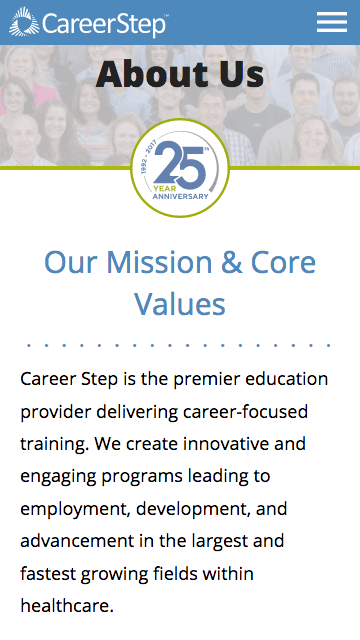 CareerStep™
About Us
1992 - 2017
25TH
YEAR
ANNIVERSARY
Our Mission & Core
Values
Career Step is the premier education
provider delivering career-focused
training. We create innovative and
engaging programs leading to
employment, development, and
advancement in the largest and
fastest growing fields within
healthcare.